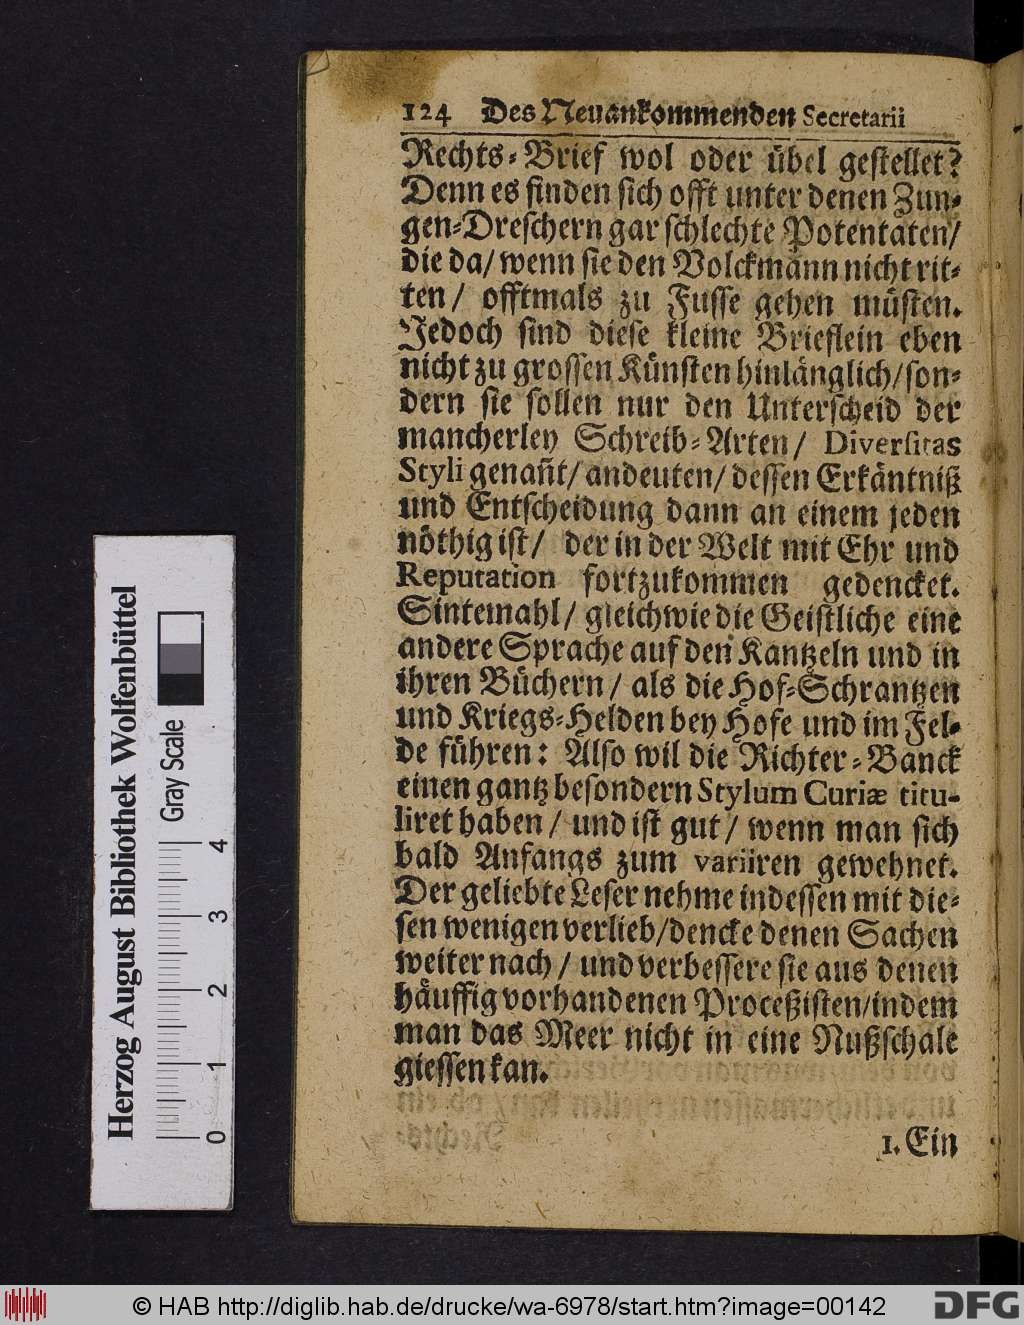 124 Des Neuankommenden Secretarii
Rechts-Brief wol oder übel gestellet?
Denn es finden sich offt unter denen Zun-
gen-Dreschern gar schlechte Potentaten/
die da/ wenn sie den Volckmann nicht rit-
ten/ offtmals zu Fusse gehen müsten.
Jedoch sind diese kleine Brieflein eben
nicht zu grossen Künsten hinlänglich/ son-
dern sie sollen nur den Unterscheid der
mancherley Schreib-Arten/ Diversitas
Styli genañt/ andeuten/ dessen Erkäntniß
und Entscheidung dann an einem jeden
nöthig ist/ der in der Welt mit Ehr und
Reputation fortzukommen gedencket.
Sintemahl/ gleichwie die Geistliche eine
andere Sprache auf den Kantzeln und in
ihren Büchern/ als die Hof-Schrantzen
und Kriegs-Helden bey Hofe und im Fel-
de führen: Also wil die Richter-Banck
einen gantz besondern Stylum Curiæ titu-
liret haben/ und ist gut/ wenn man sich
bald Anfangs zum variiren gewehnet.
Der geliebte Leser nehme indessen mit die-
sen wenigen verlieb/ dencke denen Sachen
weiter nach/ und verbessere sie aus denen
häuffig vorhandenen Proceßisten/ indem
man das Meer nicht in eine Nußschale
giessen kan.
1. Ein
Herzog August Bibliothek Wolfenbüttel
Gray Scale
0 1 2 3 4
© HAB http://diglib.hab.de/drucke/wa-6978/start.htm?image=00142
DFG